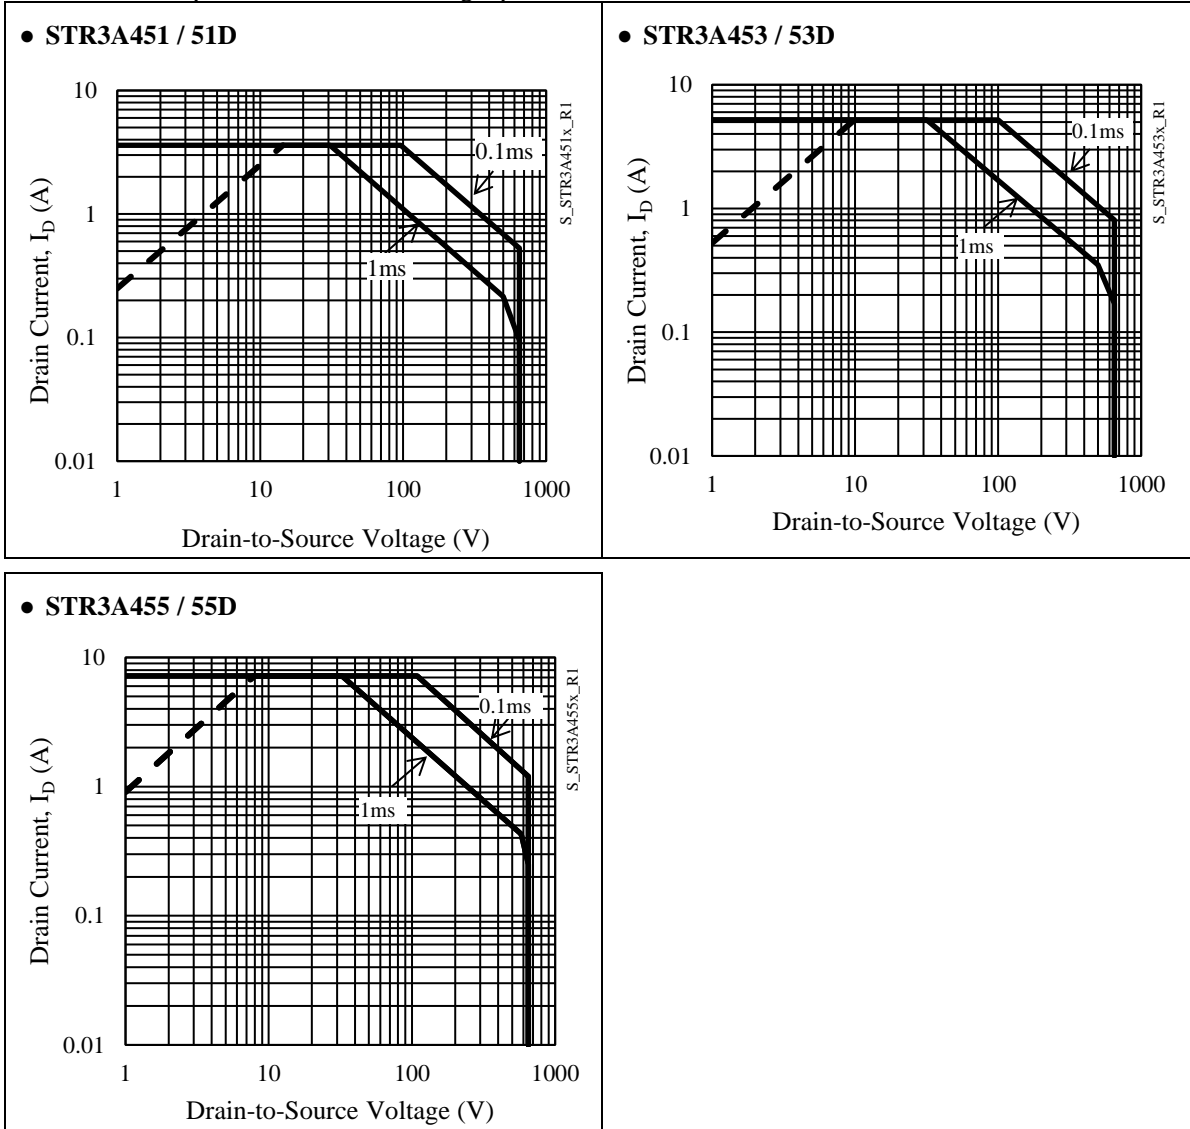 ● STR3A451 / 51D
10
1
0.1
0.01
1
10
100
1000
Drain Current, I_D (A)
Drain-to-Source Voltage (V)
0.1ms
1ms
S_STR3A451x_R1
● STR3A453 / 53D
10
1
0.1
0.01
1
10
100
1000
Drain Current, I_D (A)
Drain-to-Source Voltage (V)
0.1ms
1ms
S_STR3A453x_R1
● STR3A455 / 55D
10
1
0.1
0.01
1
10
100
1000
Drain Current, I_D (A)
Drain-to-Source Voltage (V)
0.1ms
1ms
S_STR3A455x_R1